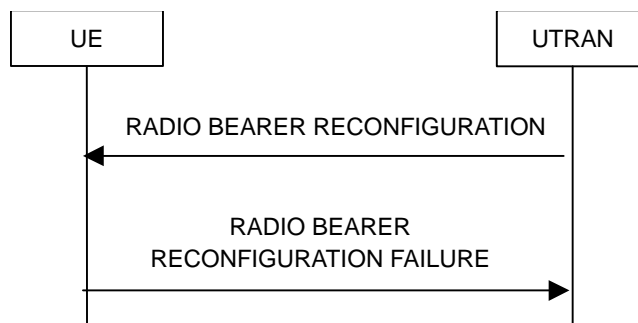 UE
UTRAN
RADIO BEARER RECONFIGURATION
RADIO BEARER
RECONFIGURATION FAILURE